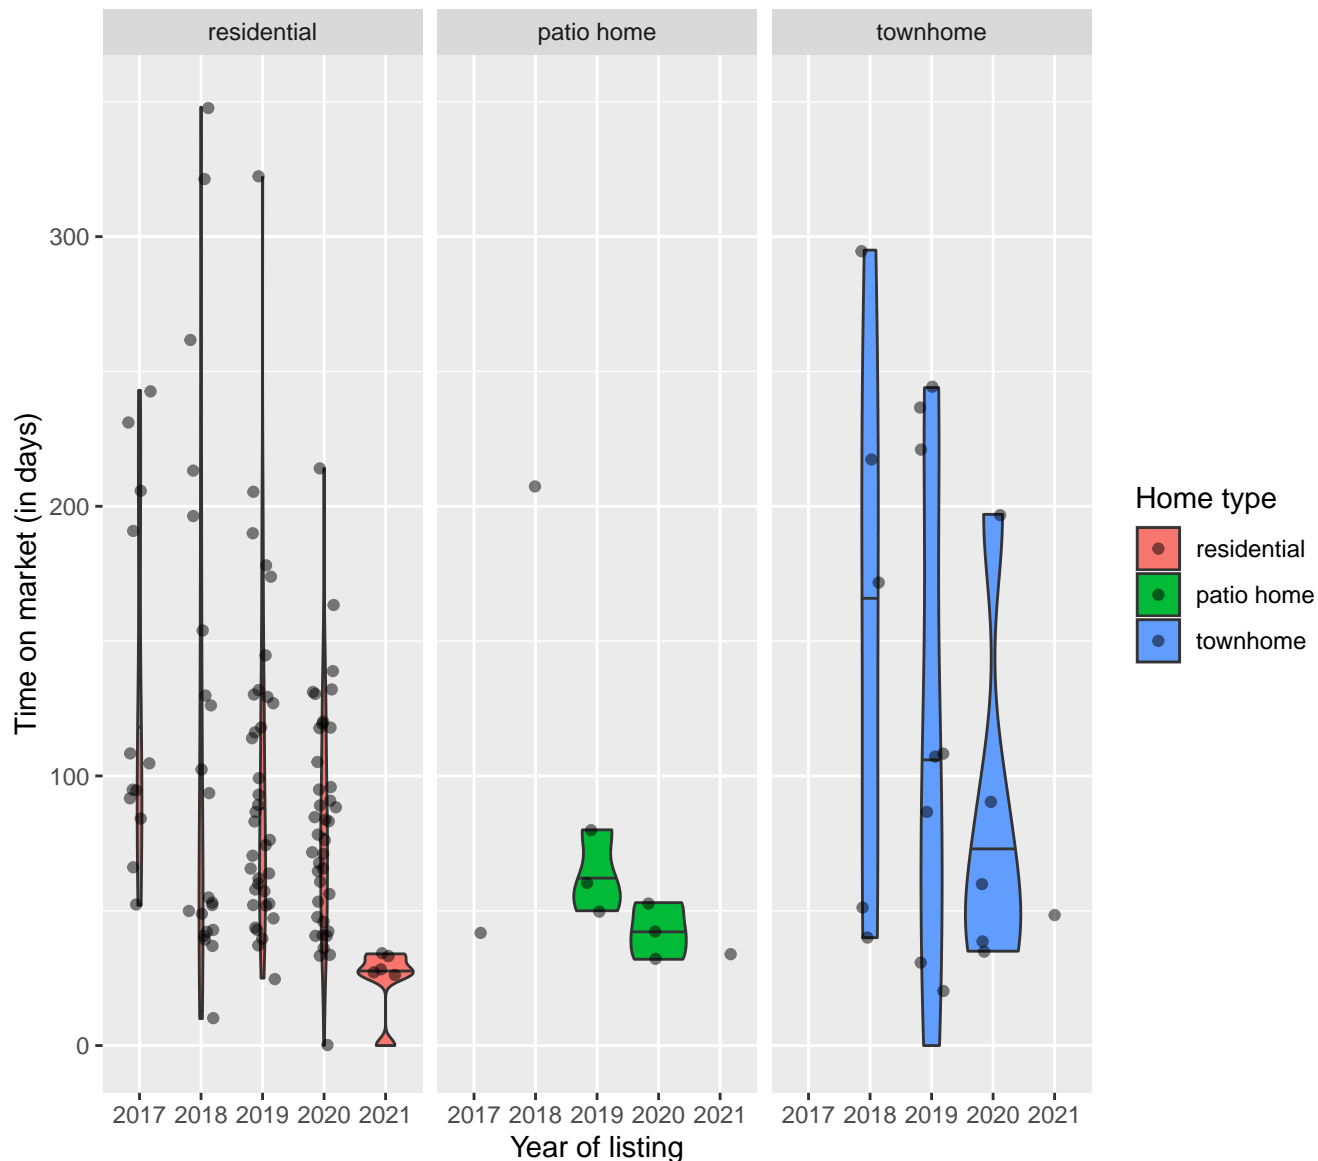 residential patio home townhome
300
200
100
0
Time on market (in days)
2017 2018 2019 2020 2021 2017 2018 2019 2020 2021 2017 2018 2019 2020 2021
Year of listing
Home type
residential
patio home
townhome